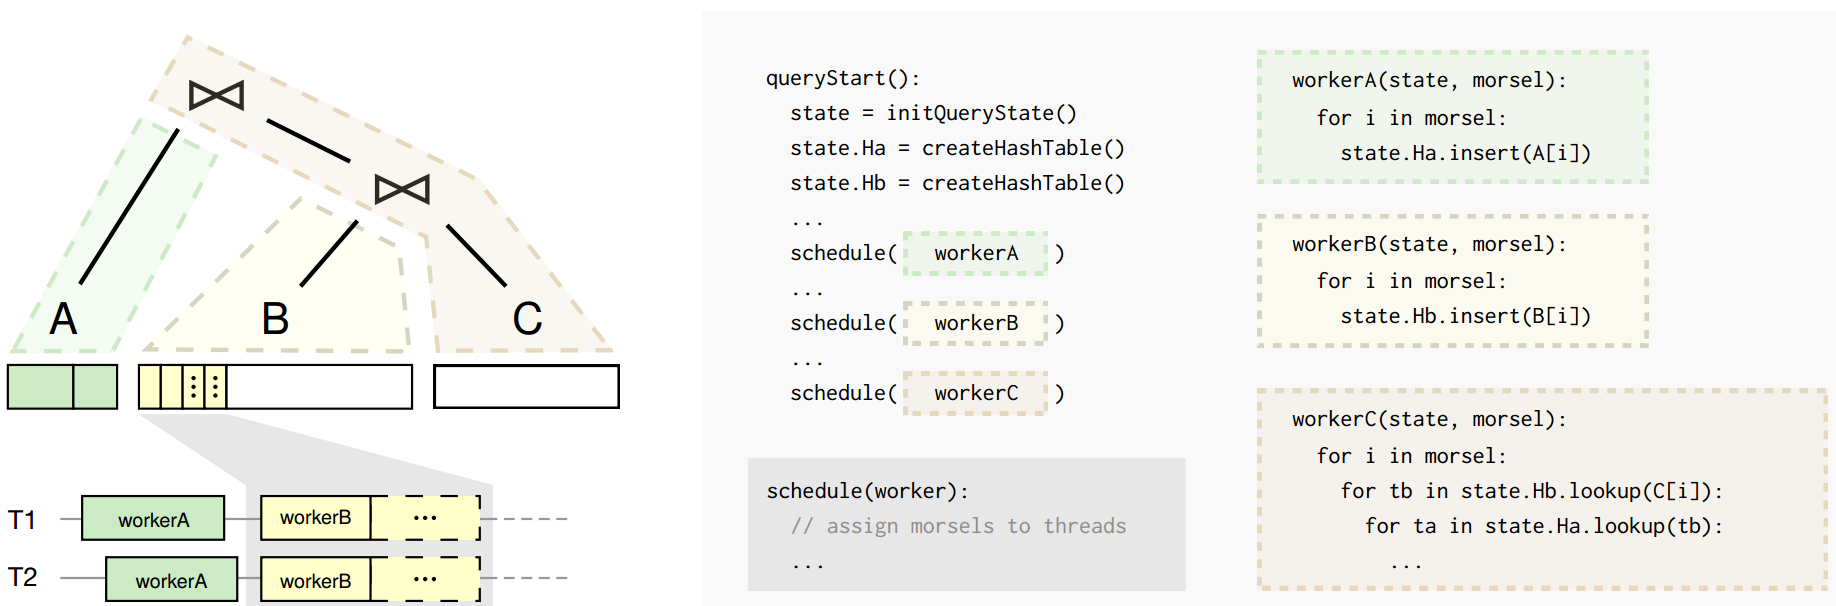 A
B
C
T1
workerA
workerB
...
T2
workerA
workerB
...
queryStart():
state = initQueryState()
state.Ha = createHashTable()
state.Hb = createHashTable()
...
schedule( workerA )
...
schedule( workerB )
...
schedule( workerC )
schedule(worker):
// assign morsels to threads
...
workerA(state, morsel):
for i in morsel:
state.Ha.insert(A[i])
workerB(state, morsel):
for i in morsel:
state.Hb.insert(B[i])
workerC(state, morsel):
for i in morsel:
for tb in state.Hb.lookup(C[i]):
for ta in state.Ha.lookup(tb):
...